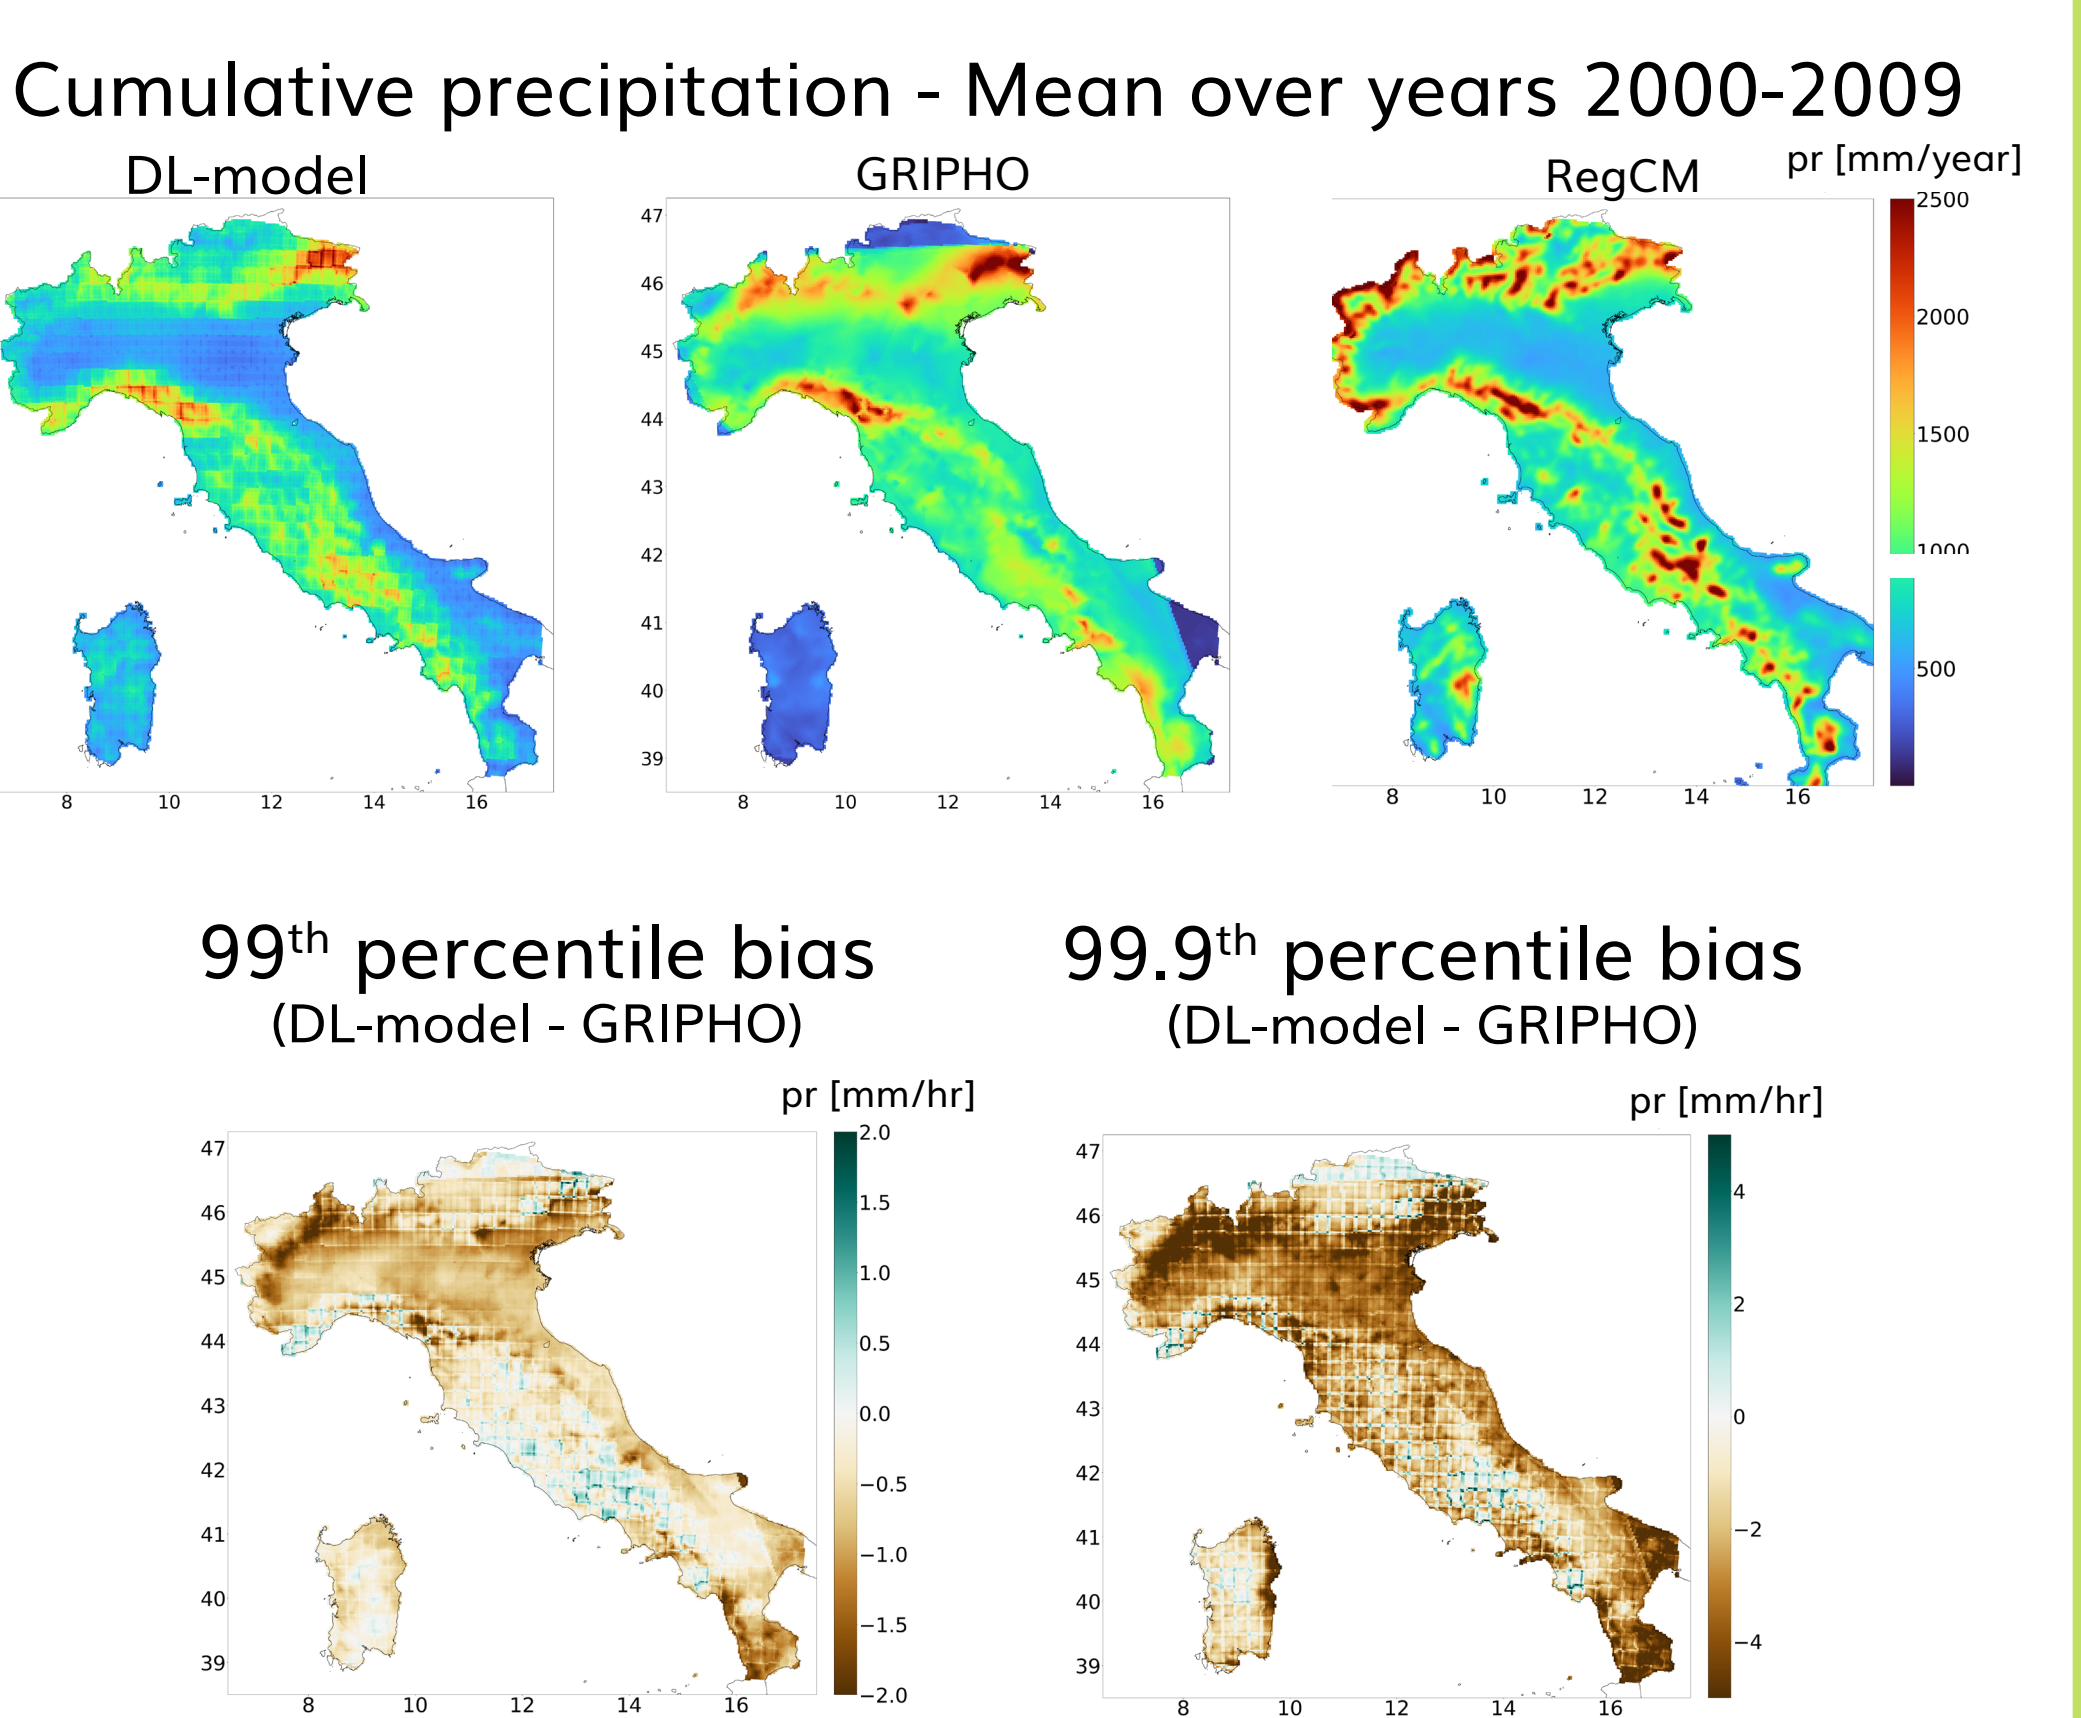 Cumulative precipitation - Mean over years 2000-2009
DL-model
GRIPHO
RegCM
pr [mm/year]
47
46
45
44
43
42
41
40
39
2500
2000
1500
1000
500
8 10 12 14 16
8 10 12 14 16
8 10 12 14 16
99th percentile bias
(DL-model - GRIPHO)
99.9th percentile bias
(DL-model - GRIPHO)
pr [mm/hr]
pr [mm/hr]
47
46
45
44
43
42
41
40
39
2.0
1.5
1.0
0.5
0.0
−0.5
−1.0
−1.5
−2.0
8 10 12 14 16
47
46
45
44
43
42
41
40
39
4
2
0
−2
−4
8 10 12 14 16